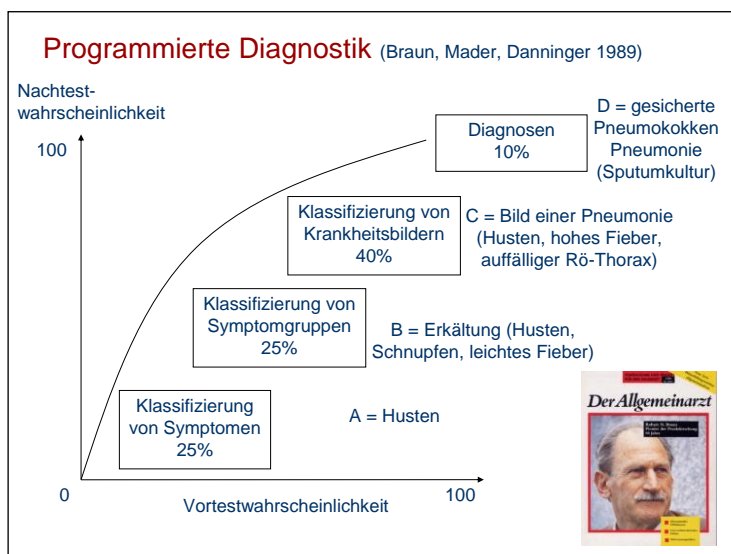 Programmierte Diagnostik (Braun, Mader, Danninger 1989)
Nachtest-
wahrscheinlichkeit
100
Diagnosen
10%
D = gesicherte
Pneumokokken
Pneumonie
(Sputumkultur)
Klassifizierung von
Krankheitsbildern
40%
C = Bild einer Pneumonie
(Husten, hohes Fieber,
auffälliger Rö-Thorax)
Klassifizierung von
Symptomgruppen
25%
B = Erkältung (Husten,
Schnupfen, leichtes Fieber)
Klassifizierung
von Symptomen
25%
A = Husten
0
Vortestwahrscheinlichkeit
100
Der Allgemeinarzt